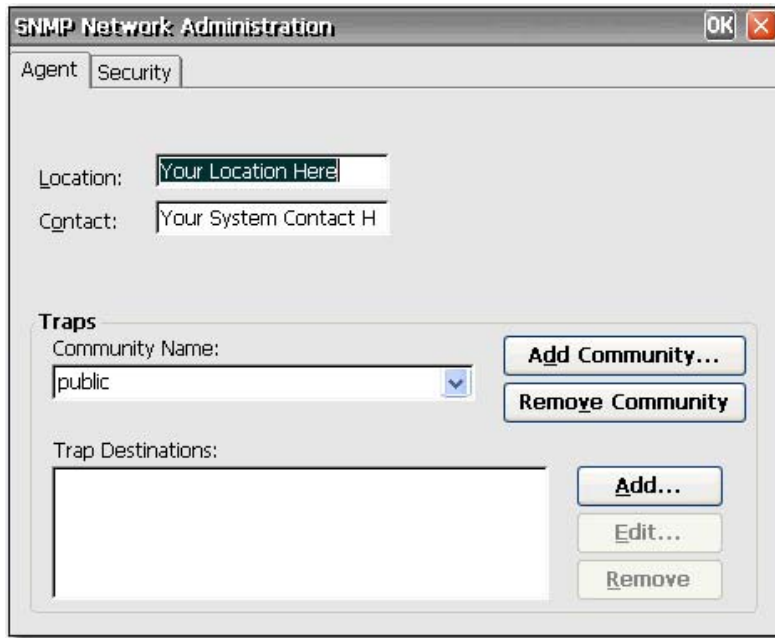 SNMP Network Administration OK
Agent Security
Location: Your Location Here
Contact: Your System Contact H
Traps
Community Name:
public
Add Community...
Remove Community
Trap Destinations:
Add...
Edit...
Remove